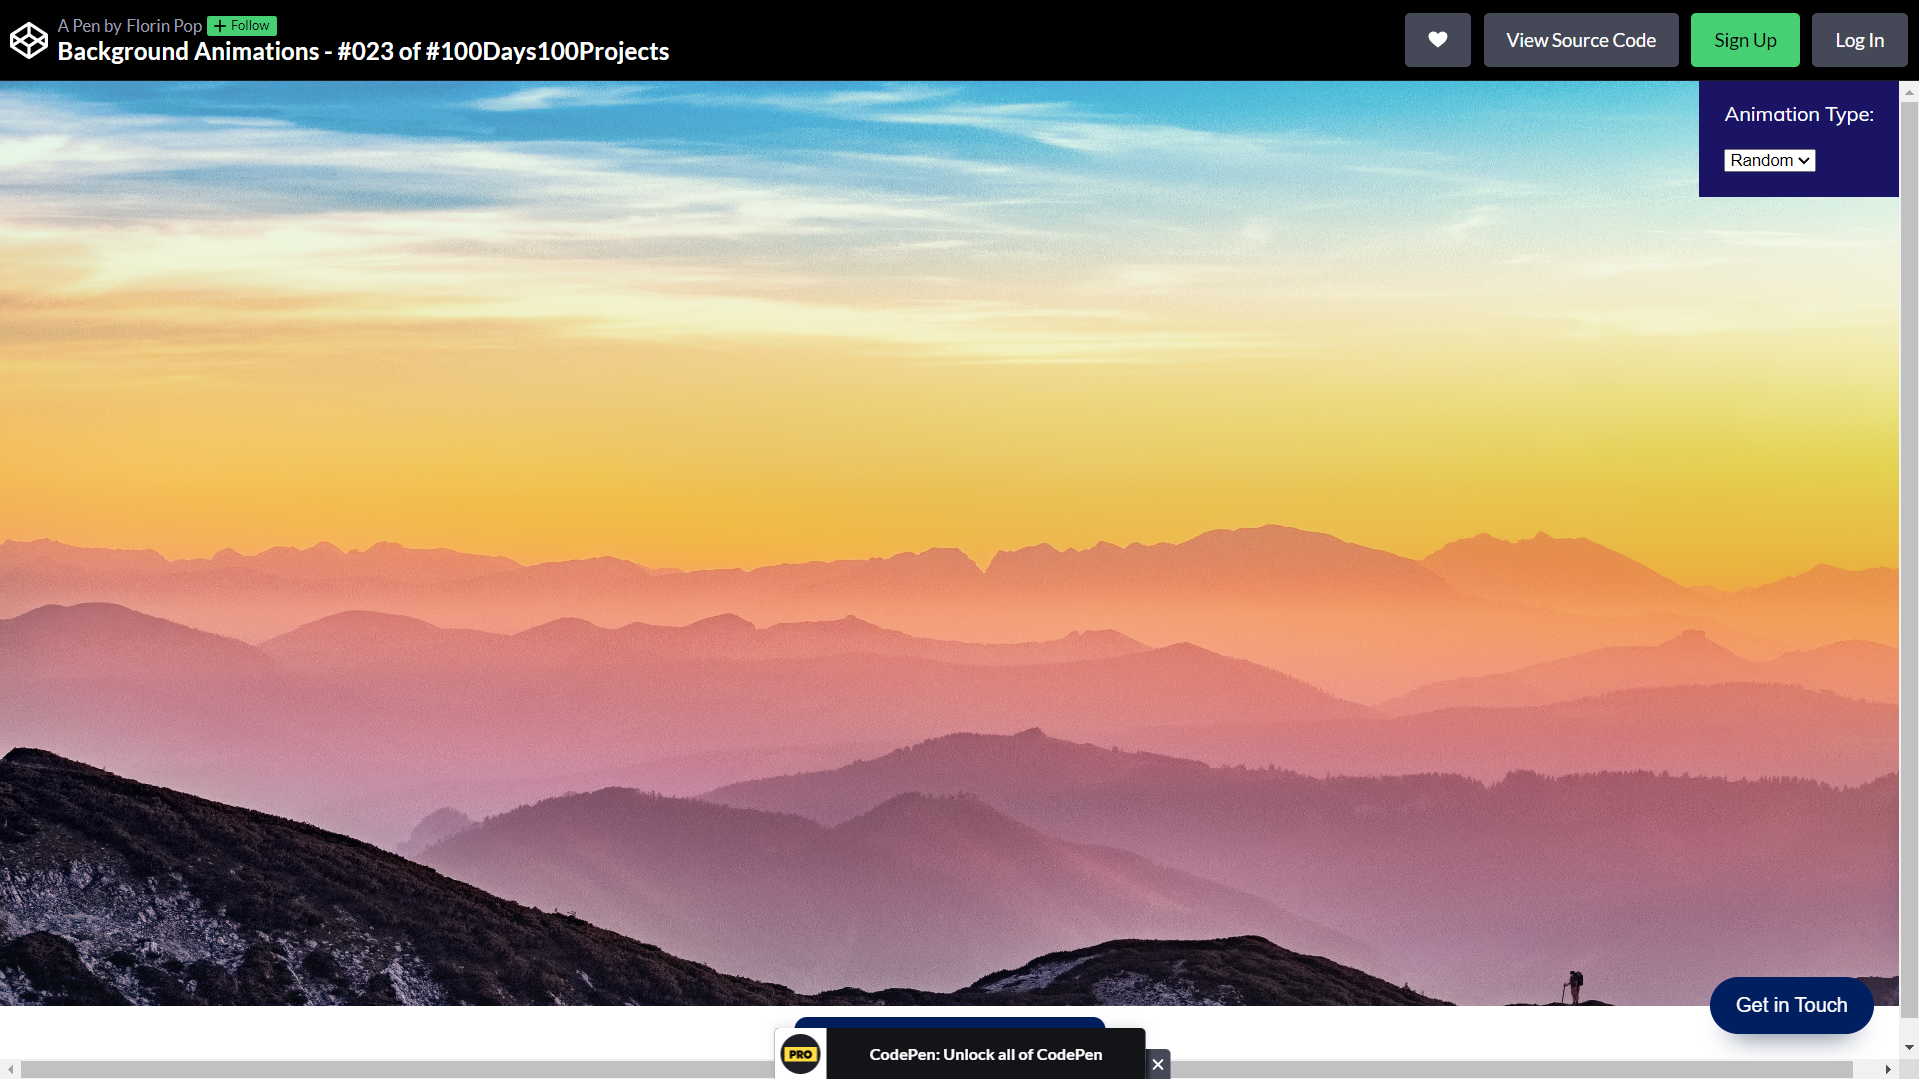 A Pen by Florin Pop
+ Follow
Background Animations - #023 of #100Days100Projects
View Source Code
Sign Up
Log In
Animation Type:
Random
Get in Touch
PRO
CodePen: Unlock all of CodePen